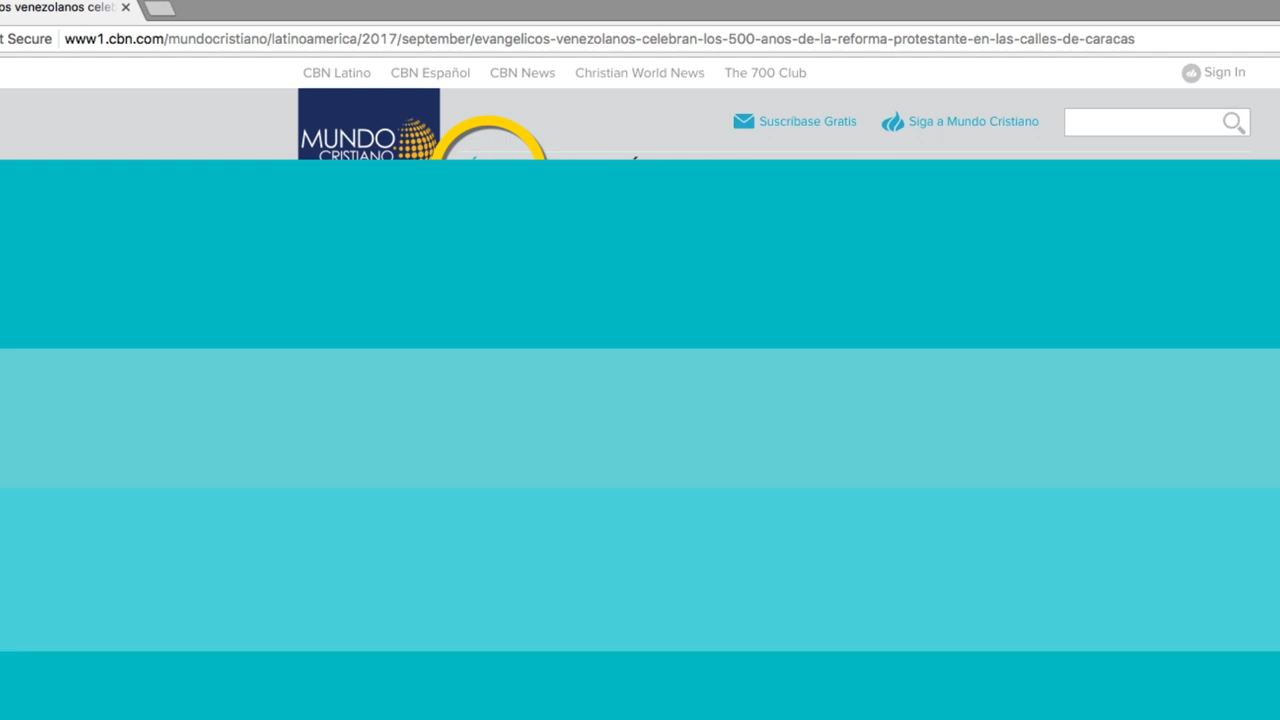 os venezolanos celeb
t Secure www1.cbn.com/mundocristiano/latinoamerica/2017/september/evangelicos-venezolanos-celebran-los-500-anos-de-la-reforma-protestante-en-las-calles-de-caracas
CBN Latino CBN Español CBN News Christian World News The 700 Club Sign In
Suscríbase Gratis Siga a Mundo Cristiano
MUNDO
CRISTIANO